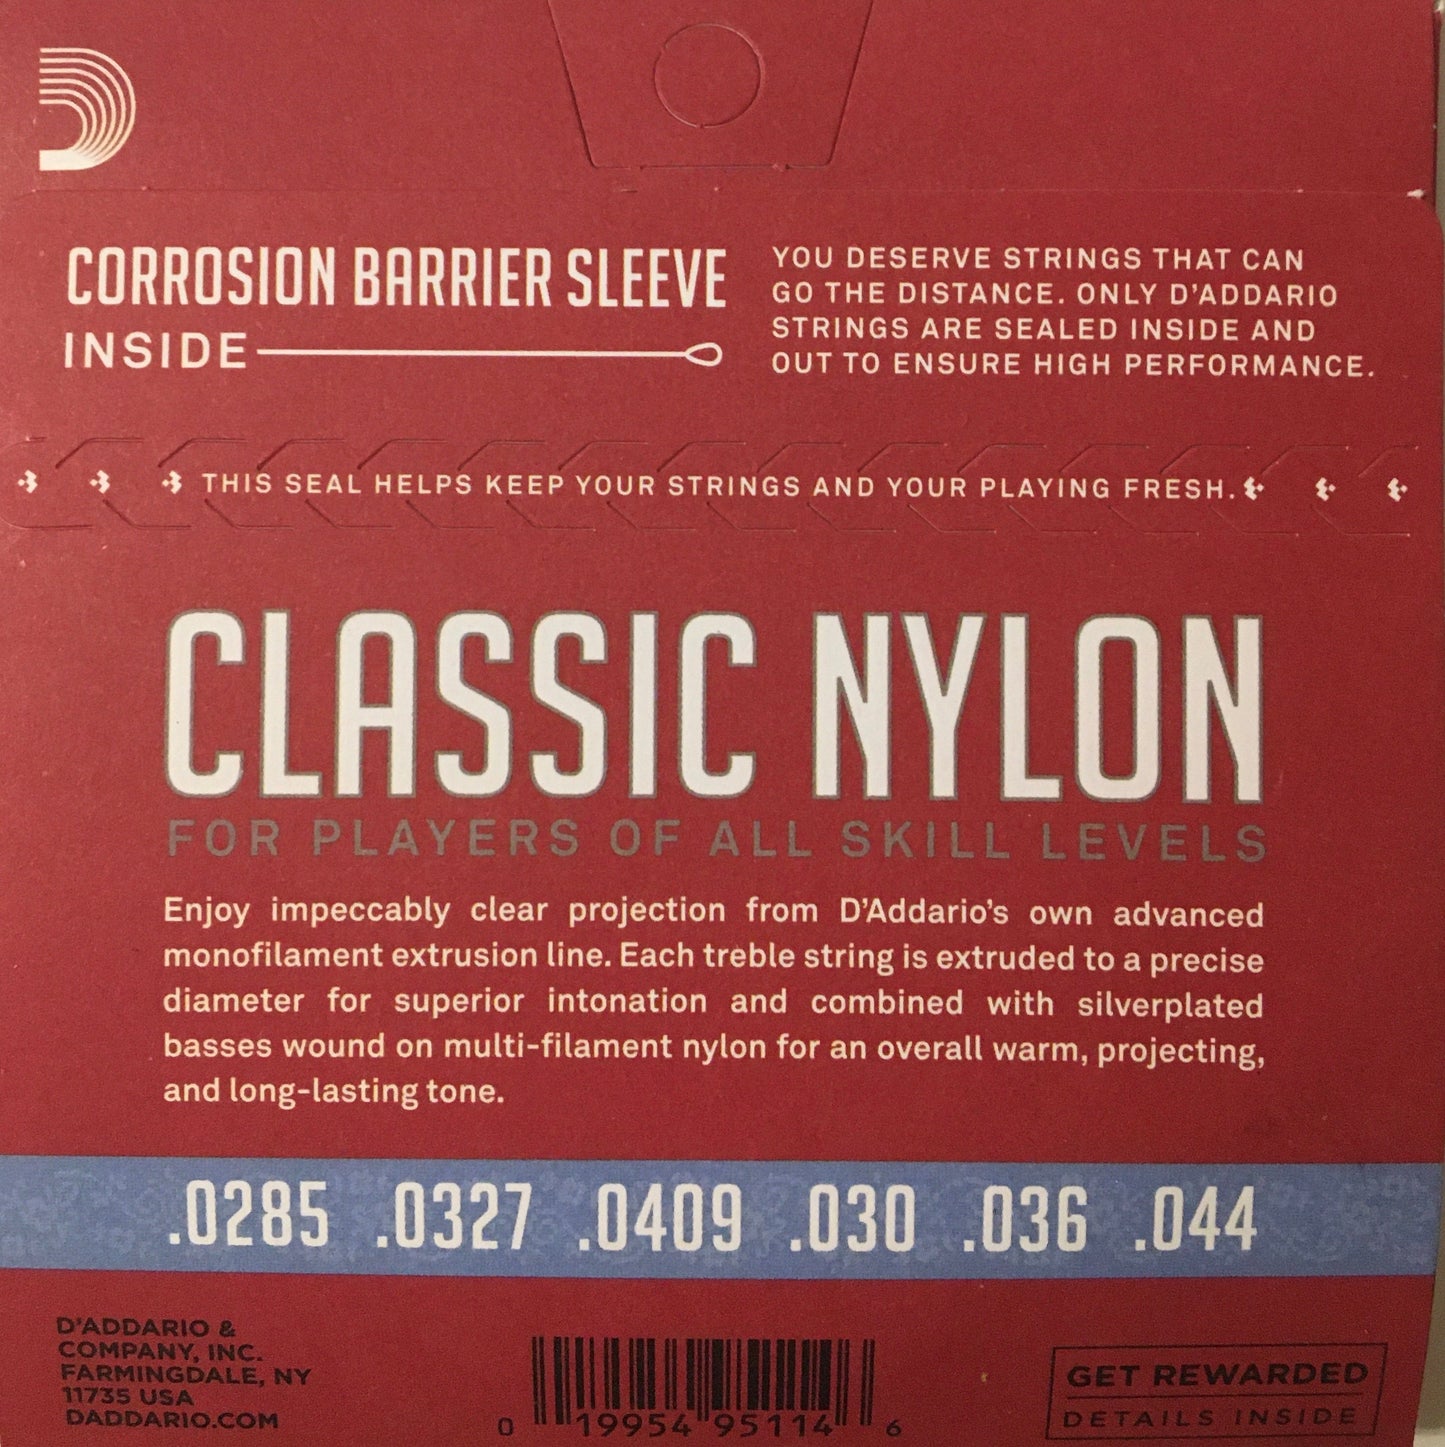 CORROSION BARRIER SLEEVE
INSIDE
YOU DESERVE STRINGS THAT CAN
GO THE DISTANCE. ONLY D'ADDARIO
STRINGS ARE SEALED INSIDE AND
OUT TO ENSURE HIGH PERFORMANCE.
THIS SEAL HELPS KEEP YOUR STRINGS AND YOUR PLAYING FRESH.
CLASSIC NYLON
FOR PLAYERS OF ALL SKILL LEVELS
Enjoy impeccably clear projection from D'Addario's own advanced
monofilament extrusion line. Each treble string is extruded to a precise
diameter for superior intonation and combined with silverplated
basses wound on multi-filament nylon for an overall warm, projecting,
and long-lasting tone.
.0285 .0327 .0409 .030 .036 .044
D'ADDARIO &
COMPANY, INC.
FARMINGDALE, NY
11735 USA
DADDARIO.COM
0 19954 95114 6
GET REWARDED
DETAILS INSIDE